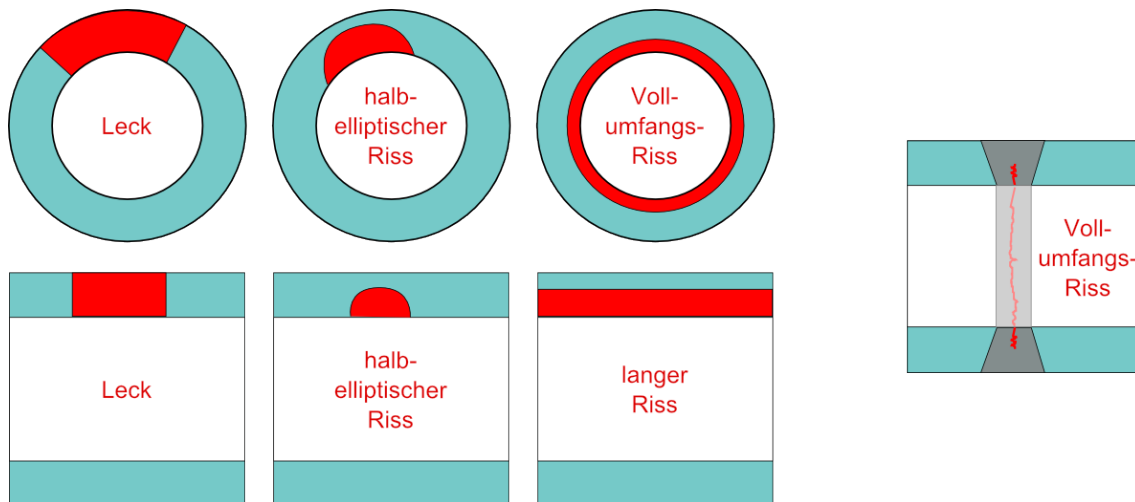 Leck
halb-
elliptischer
Riss
Voll-
umfangs-
Riss
Voll-
umfangs-
Riss
Leck
halb-
elliptischer
Riss
langer
Riss